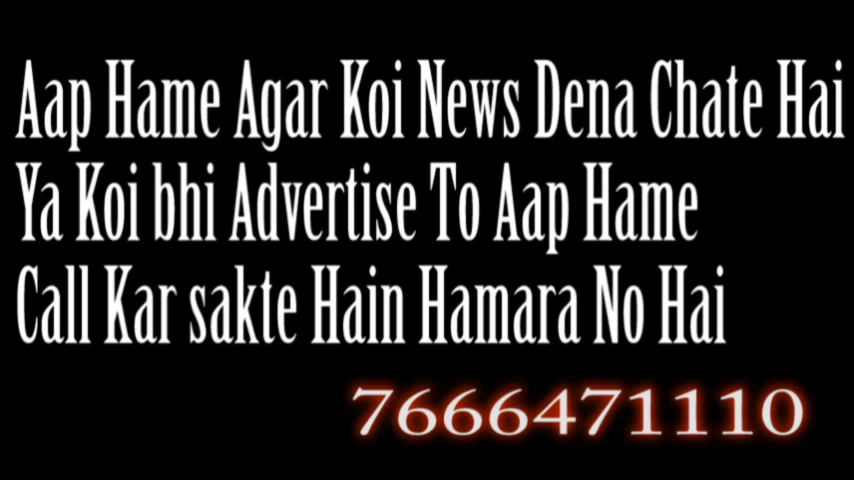 Aap Hame Agar Koi News Dena Chate Hai
Ya Koi bhi Advertise To Aap Hame
Call Kar sakte Hain Hamara No Hai
7666471110